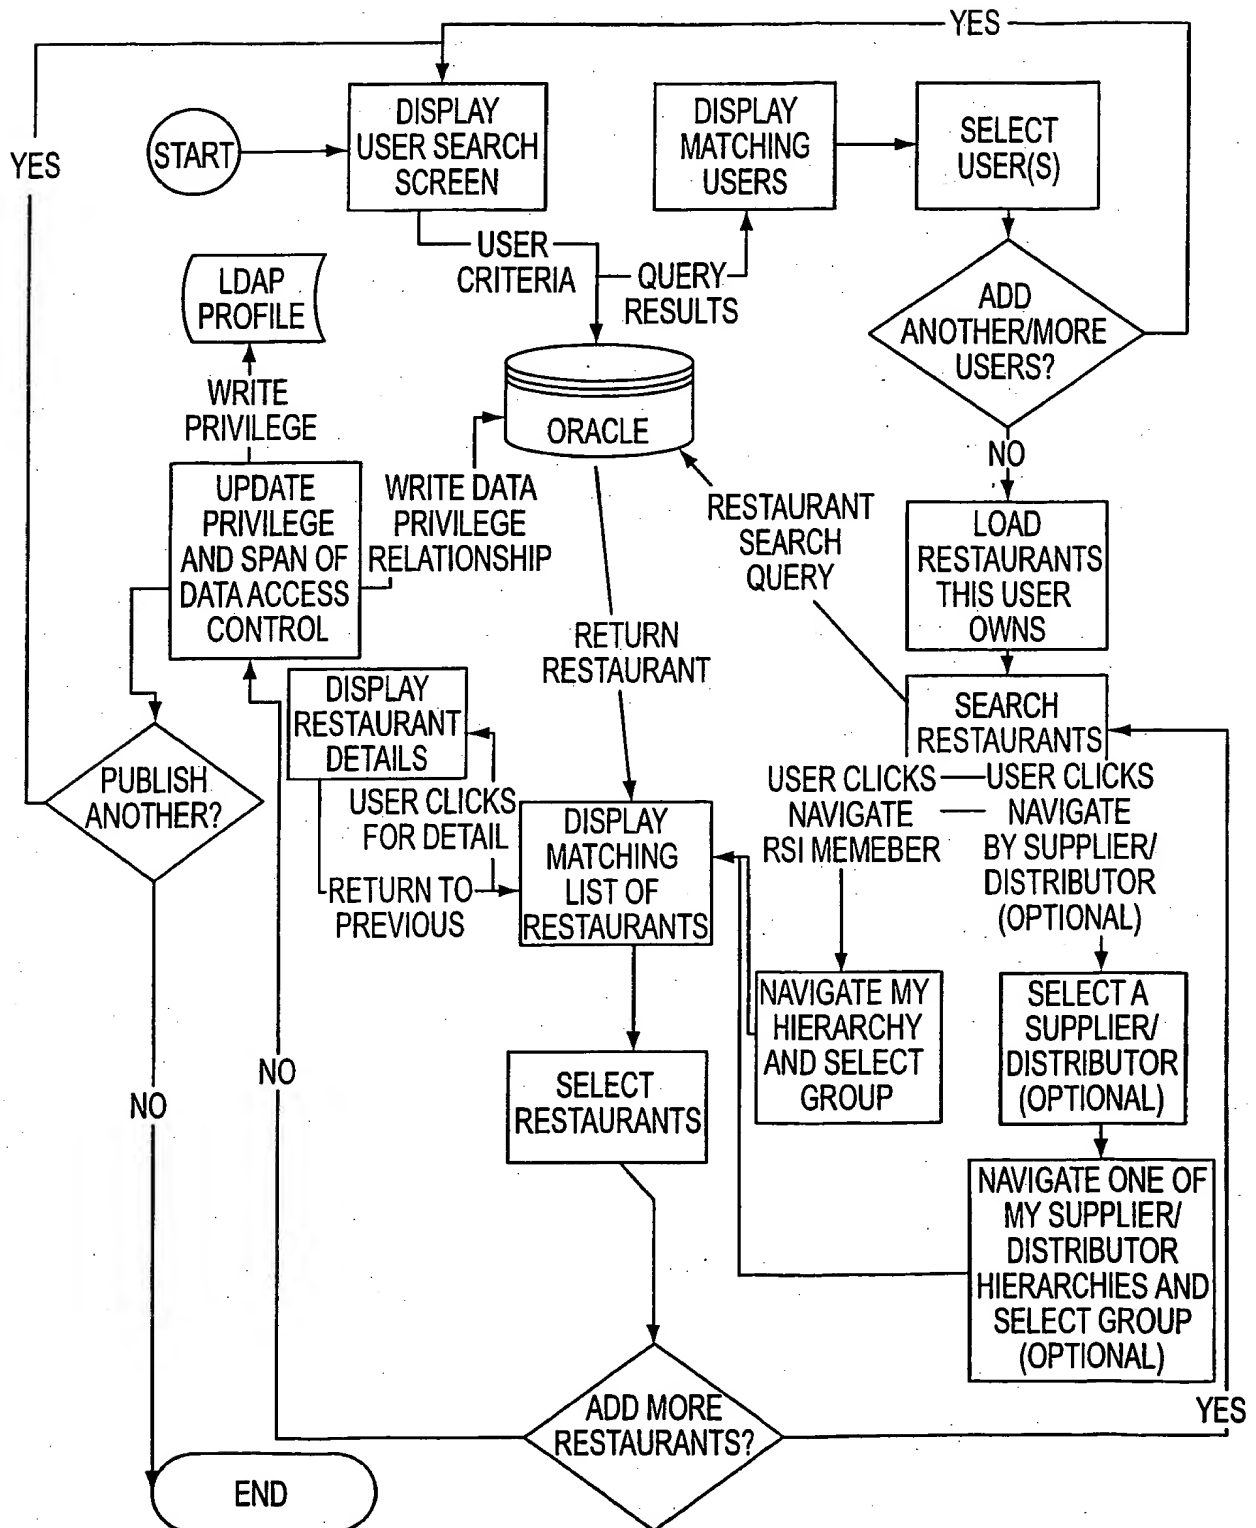 YES
YES
START
DISPLAY
USER SEARCH
SCREEN
DISPLAY
MATCHING
USERS
SELECT
USER(S)
USER
CRITERIA
QUERY
RESULTS
LDAP
PROFILE
ADD
ANOTHER/MORE
USERS?
WRITE
PRIVILEGE
ORACLE
NO
UPDATE
PRIVILEGE
AND SPAN OF
DATA ACCESS
CONTROL
WRITE DATA
PRIVILEGE
RELATIONSHIP
RESTAURANT
SEARCH
QUERY
LOAD
RESTAURANTS
THIS USER
OWNS
RETURN
RESTAURANT
DISPLAY
RESTAURANT
DETAILS
SEARCH
RESTAURANTS
PUBLISH
ANOTHER?
USER CLICKS
FOR DETAIL
USER CLICKS
NAVIGATE
RSI MEMEBER
USER CLICKS
NAVIGATE
BY SUPPLIER/
DISTRIBUTOR
(OPTIONAL)
DISPLAY
MATCHING
LIST OF
RESTAURANTS
RETURN TO
PREVIOUS
NAVIGATE MY
HIERARCHY
AND SELECT
GROUP
SELECT A
SUPPLIER/
DISTRIBUTOR
(OPTIONAL)
NO
NO
SELECT
RESTAURANTS
NAVIGATE ONE OF
MY SUPPLIER/
DISTRIBUTOR
HIERARCHIES AND
SELECT GROUP
(OPTIONAL)
ADD MORE
RESTAURANTS?
YES
END